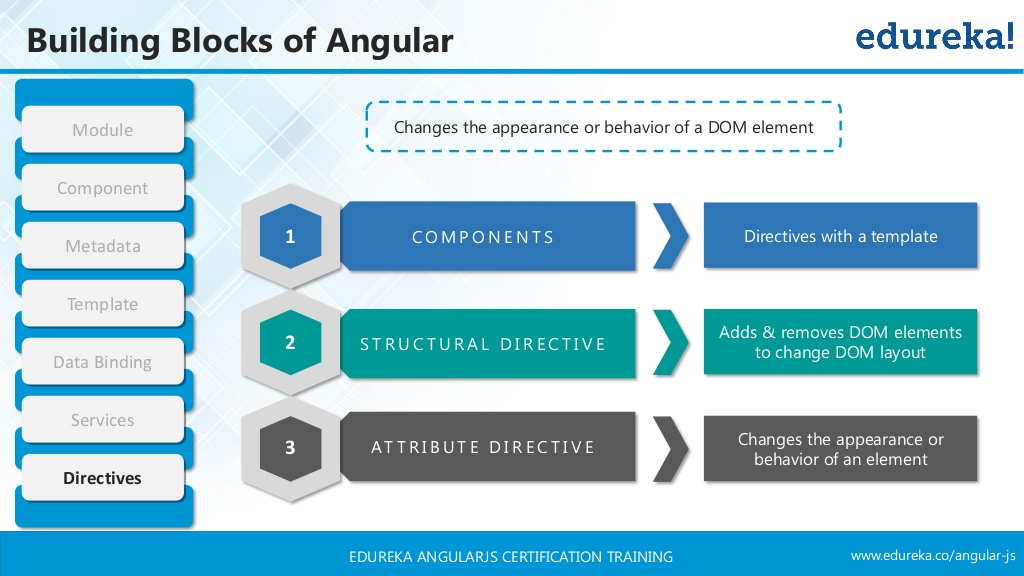 Building Blocks of Angular
edureka!
Module
Component
Metadata
Template
Data Binding
Services
Directives
Changes the appearance or behavior of a DOM element
1
COMPONENTS
Directives with a template
2
STRUCTURAL DIRECTIVE
Adds & removes DOM elements
to change DOM layout
3
ATTRIBUTE DIRECTIVE
Changes the appearance or
behavior of an element
EDUREKA ANGULARJS CERTIFICATION TRAINING
www.edureka.co/angular-js